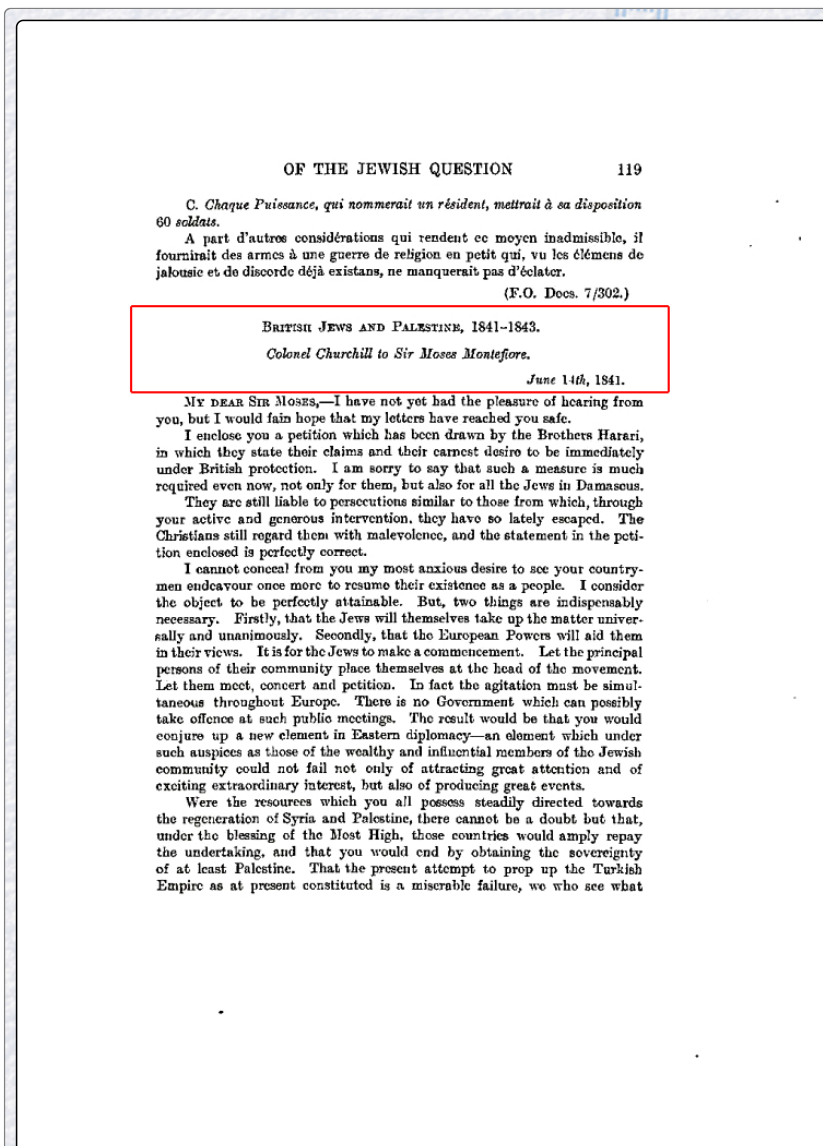 OF THE JEWISH QUESTION 119
C. Chaque Puissance, qui nommerait un résident, mettrait à sa disposition
60 soldats.
A part d'autres considérations qui rendent ce moyen inadmissible, il
fournirait des armes à une guerre de religion en petit qui, vu les élémens de
jalousie et de discorde déjà existans, ne manquerait pas d'éclater.
(F.O. Docs. 7/302.)
BRITISH JEWS AND PALESTINE, 1841-1843.
Colonel Churchill to Sir Moses Montefiore.
June 14th, 1841.
MY DEAR SIR MOSES,—I have not yet had the pleasure of hearing from
you, but I would fain hope that my letters have reached you safe.
I enclose you a petition which has been drawn by the Brothers Harari,
in which they state their claims and their earnest desire to be immediately
under British protection. I am sorry to say that such a measure is much
required even now, not only for them, but also for all the Jews in Damascus.
They are still liable to persecutions similar to those from which, through
your active and generous intervention, they have so lately escaped. The
Christians still regard them with malevolence, and the statement in the peti-
tion enclosed is perfectly correct.
I cannot conceal from you my most anxious desire to see your country-
men endeavour once more to resume their existence as a people. I consider
the object to be perfectly attainable. But, two things are indispensably
necessary. Firstly, that the Jews will themselves take up the matter univer-
sally and unanimously. Secondly, that the European Powers will aid them
in their views. It is for the Jews to make a commencement. Let the principal
persons of their community place themselves at the head of the movement.
Let them meet, concert and petition. In fact the agitation must be simul-
taneous throughout Europe. There is no Government which can possibly
take offence at such public meetings. The result would be that you would
conjure up a new element in Eastern diplomacy—an element which under
such auspices as those of the wealthy and influential members of the Jewish
community could not fail not only of attracting great attention and of
exciting extraordinary interest, but also of producing great events.
Were the resources which you all possess steadily directed towards
the regeneration of Syria and Palestine, there cannot be a doubt but that,
under the blessing of the Most High, those countries would amply repay
the undertaking, and that you would end by obtaining the sovereignty
of at least Palestine. That the present attempt to prop up the Turkish
Empire as at present constituted is a miserable failure, we who see what